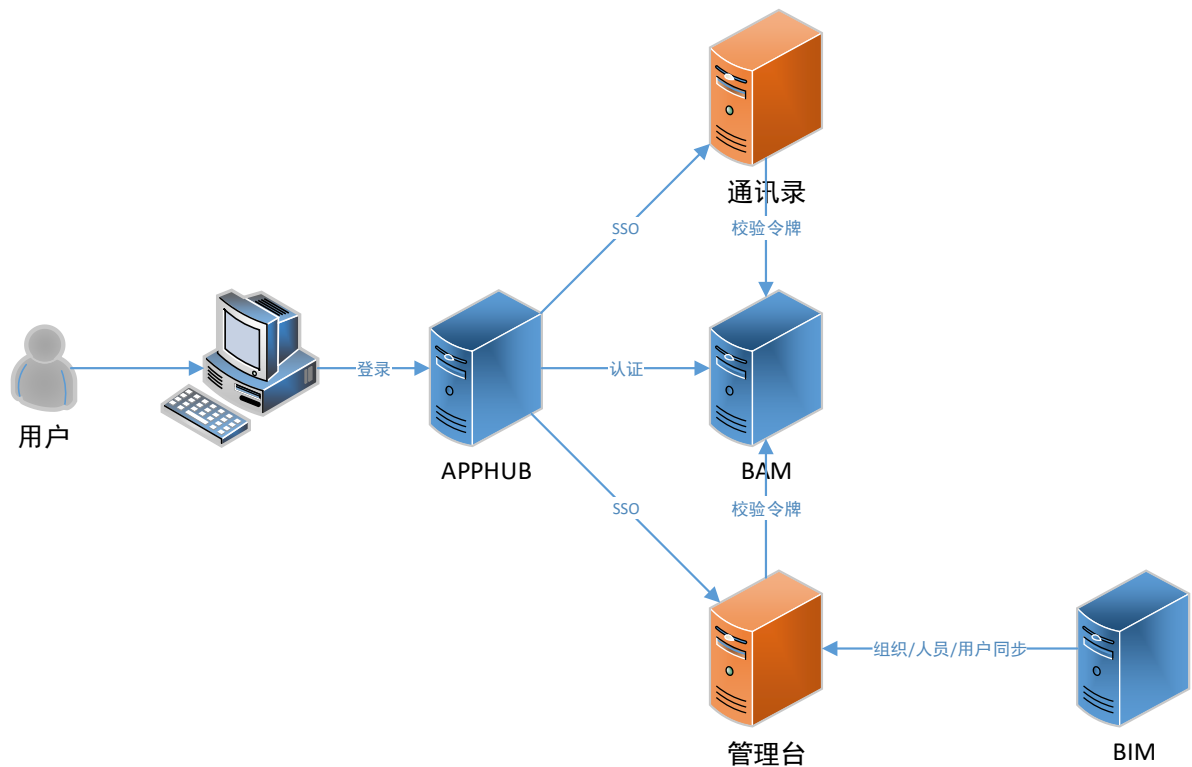 通讯录
SSO
校验令牌
登录
认证
用户
APPHUB
BAM
SSO
校验令牌
组织/人员/用户同步
管理台
BIM